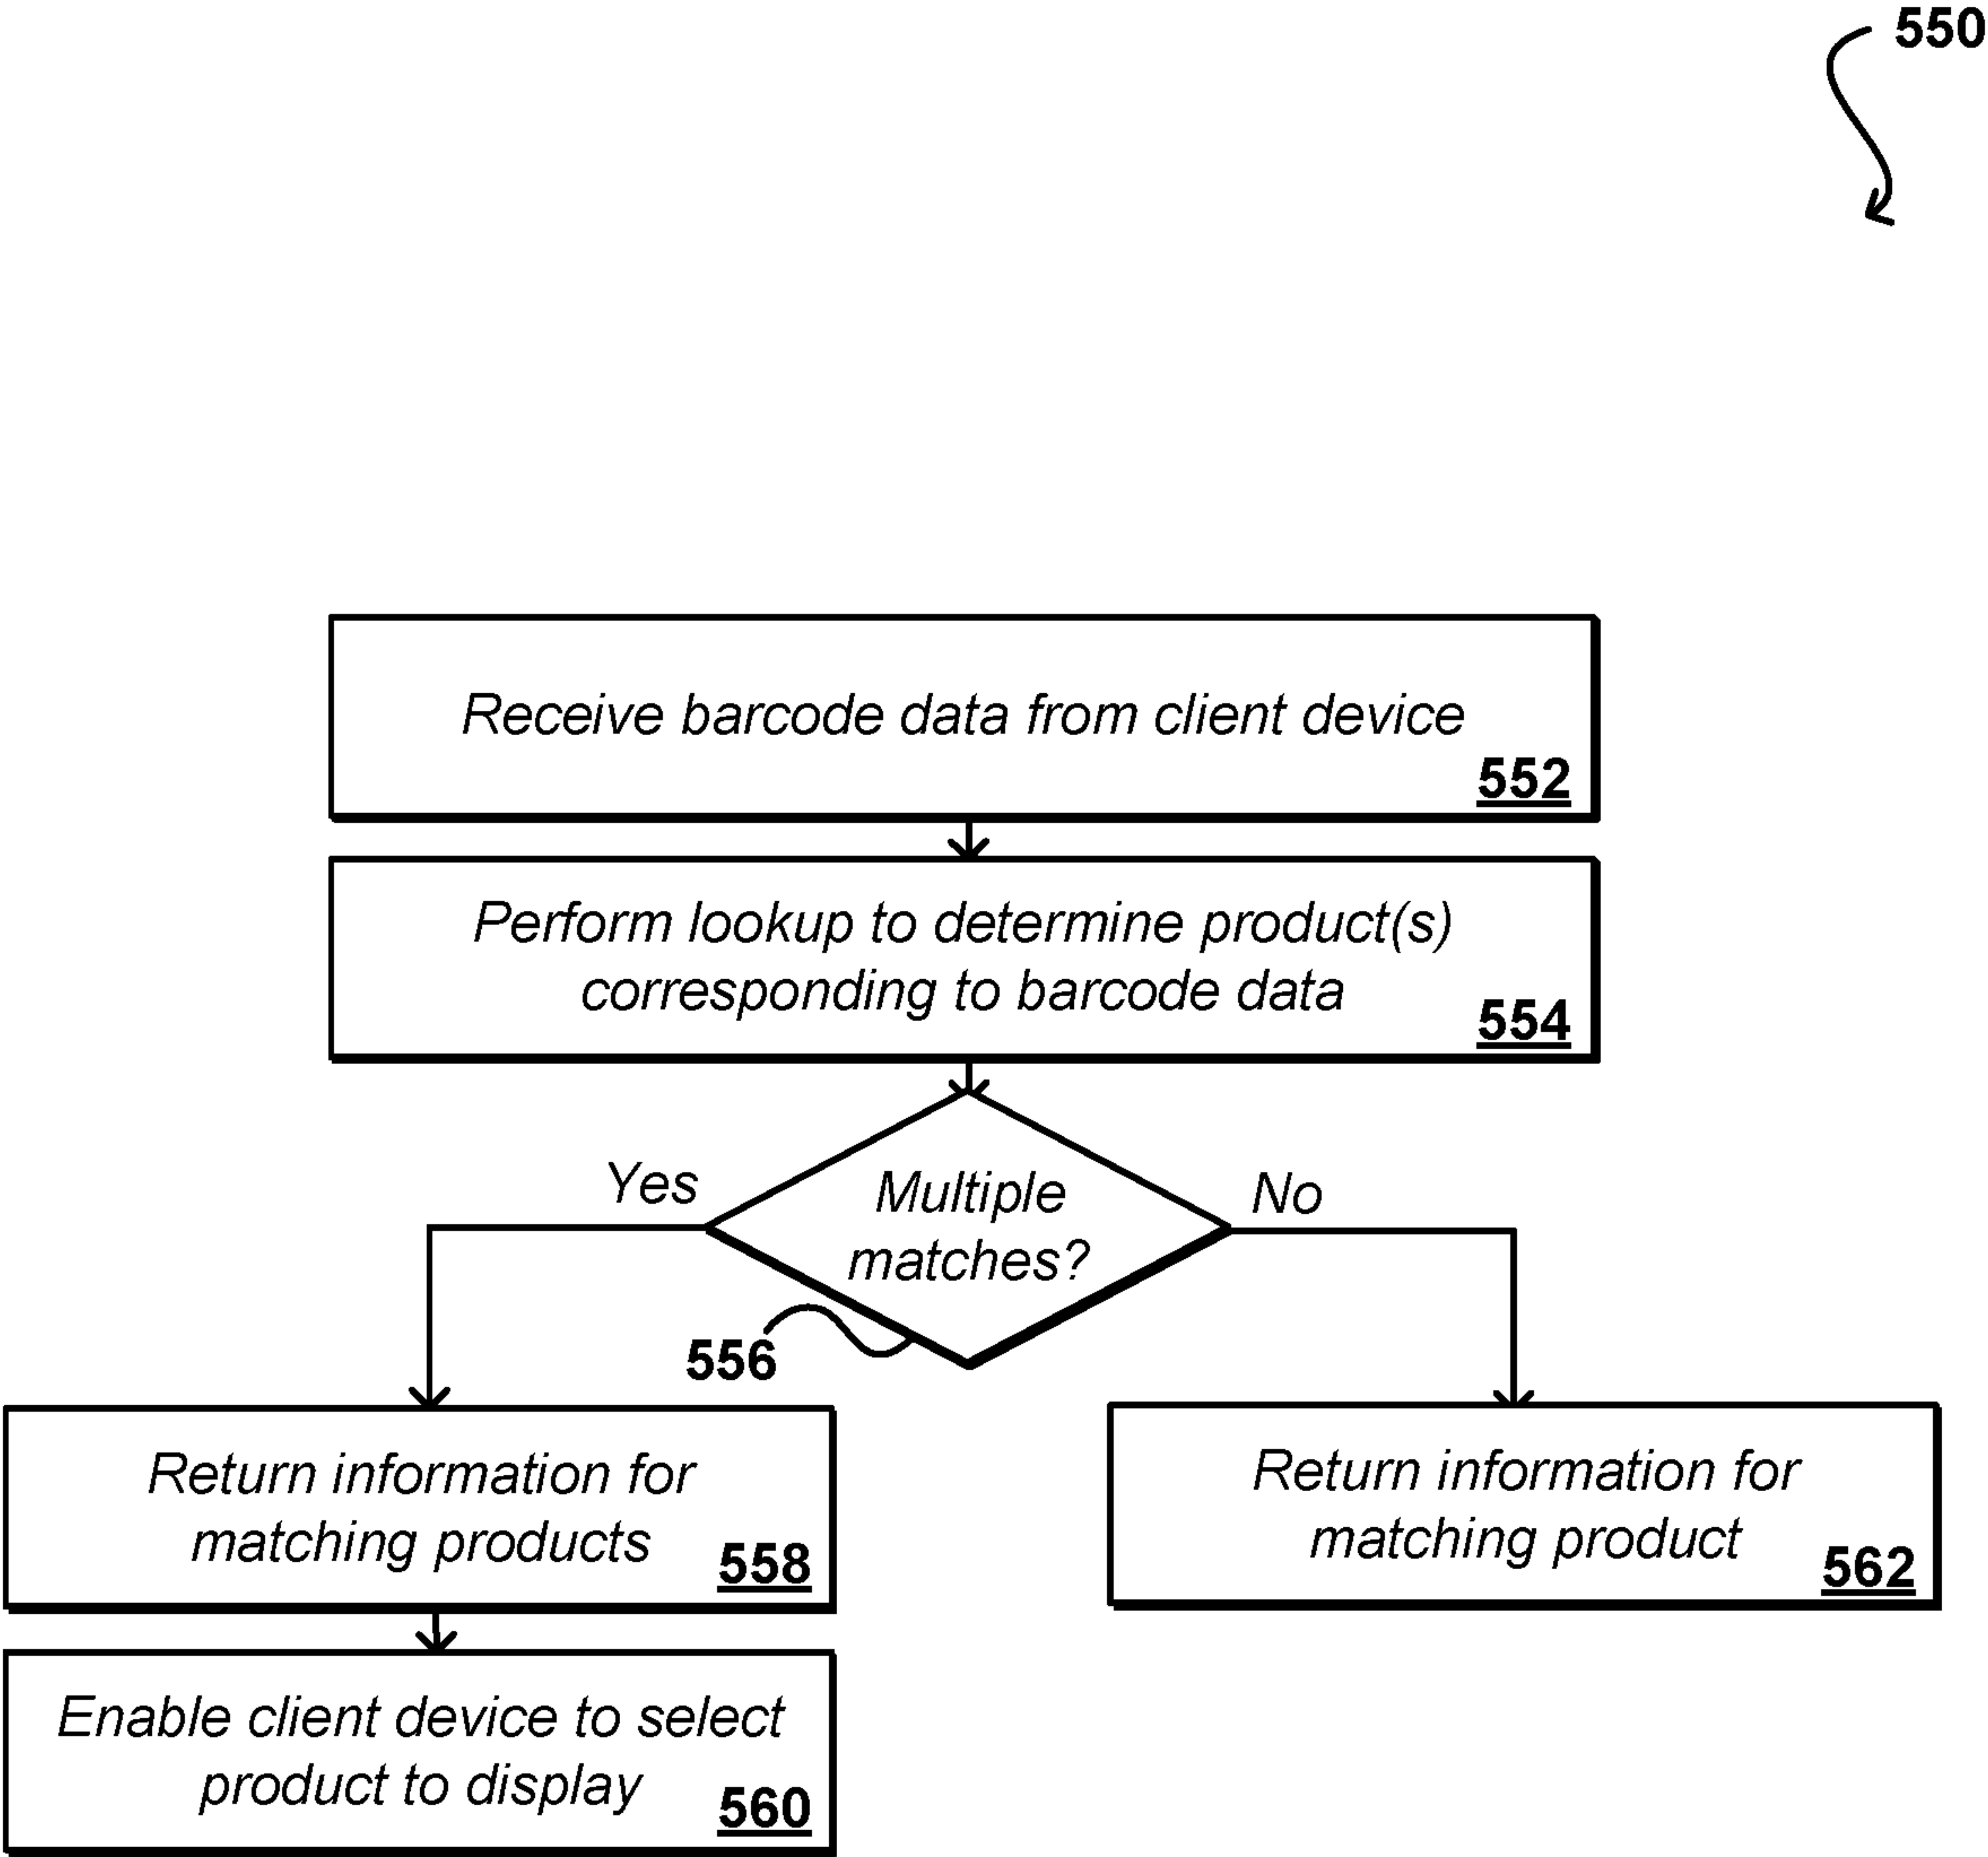 550
Receive barcode data from client device
552
Perform lookup to determine product(s)
corresponding to barcode data
554
Yes
Multiple
matches?
No
556
Return information for
matching products
558
Return information for
matching product
562
Enable client device to select
product to display
560